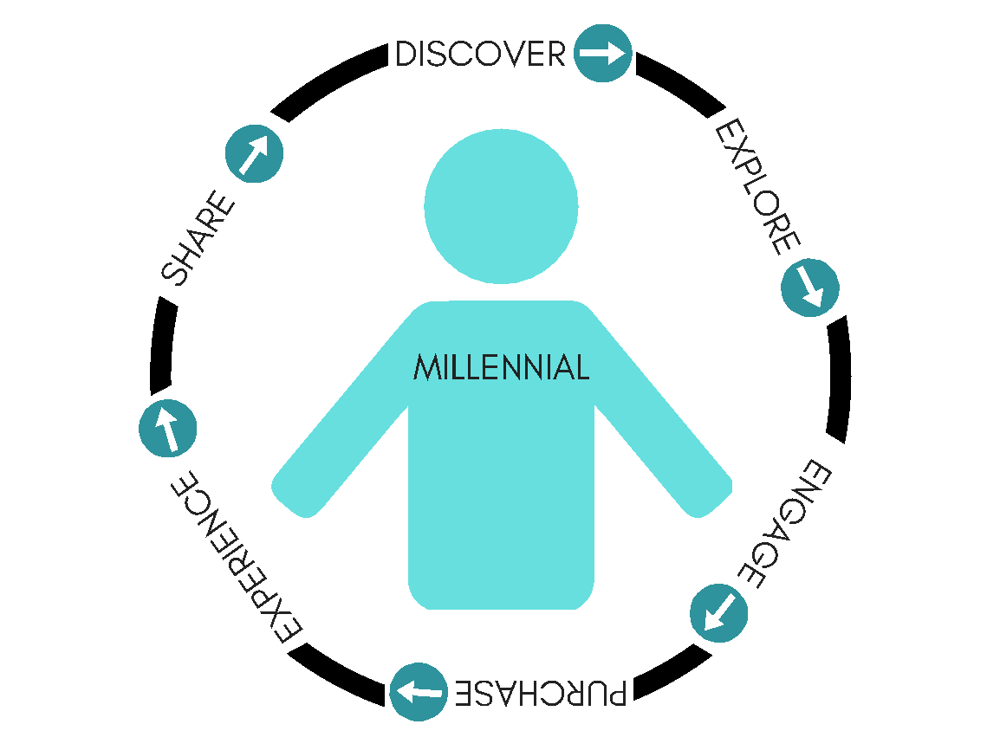 DISCOVER
EXPLORE
ENGAGE
PURCHASE
EXPERIENCE
SHARE
MILLENNIAL